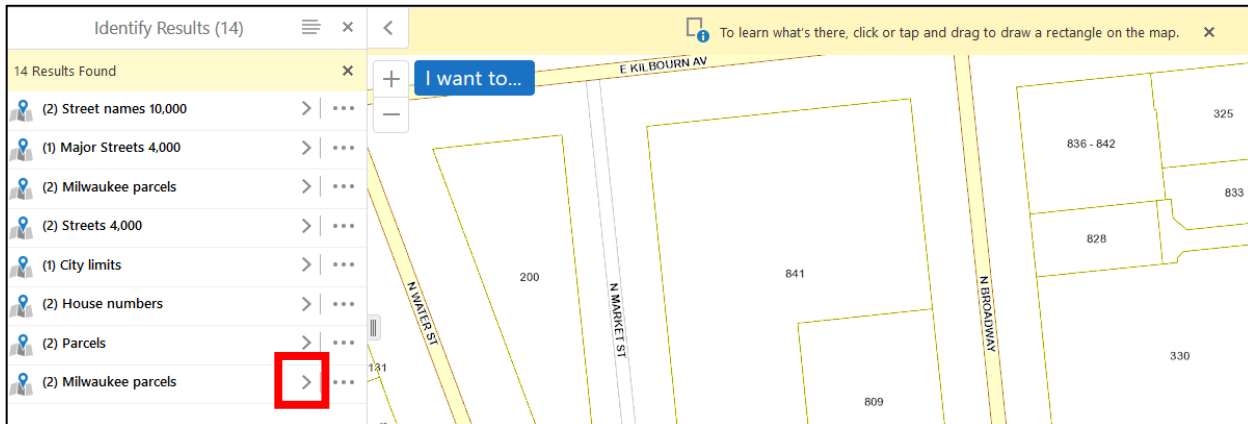 Identify Results (14)
14 Results Found
(2) Street names 10,000
(1) Major Streets 4,000
(2) Milwaukee parcels
(2) Streets 4,000
(1) City limits
(2) House numbers
(2) Parcels
(2) Milwaukee parcels
To learn what's there, click or tap and drag to draw a rectangle on the map.
I want to...
E KILBOURN AV
N WATER ST
N MARKET ST
N BROADWAY
200
841
809
836 - 842
325
833
828
330
131